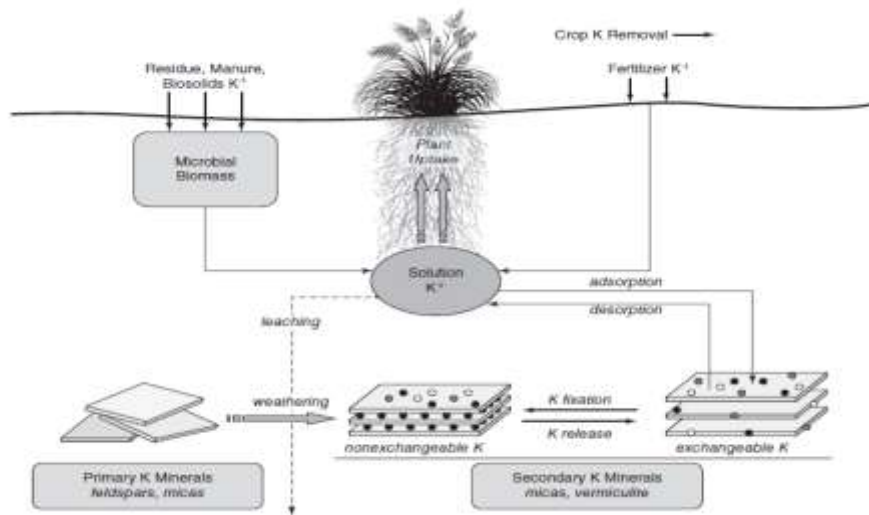 Crop K Removal
Residue, Manure,
Biosolids K⁺
Fertilizer K⁺
Plant
Uptake
Microbial
Biomass
Solution
K⁺
adsorption
desorption
leaching
weathering
K fixation
K release
nonexchangeable K
exchangeable K
Primary K Minerals
feldspars, micas
Secondary K Minerals
micas, vermiculite